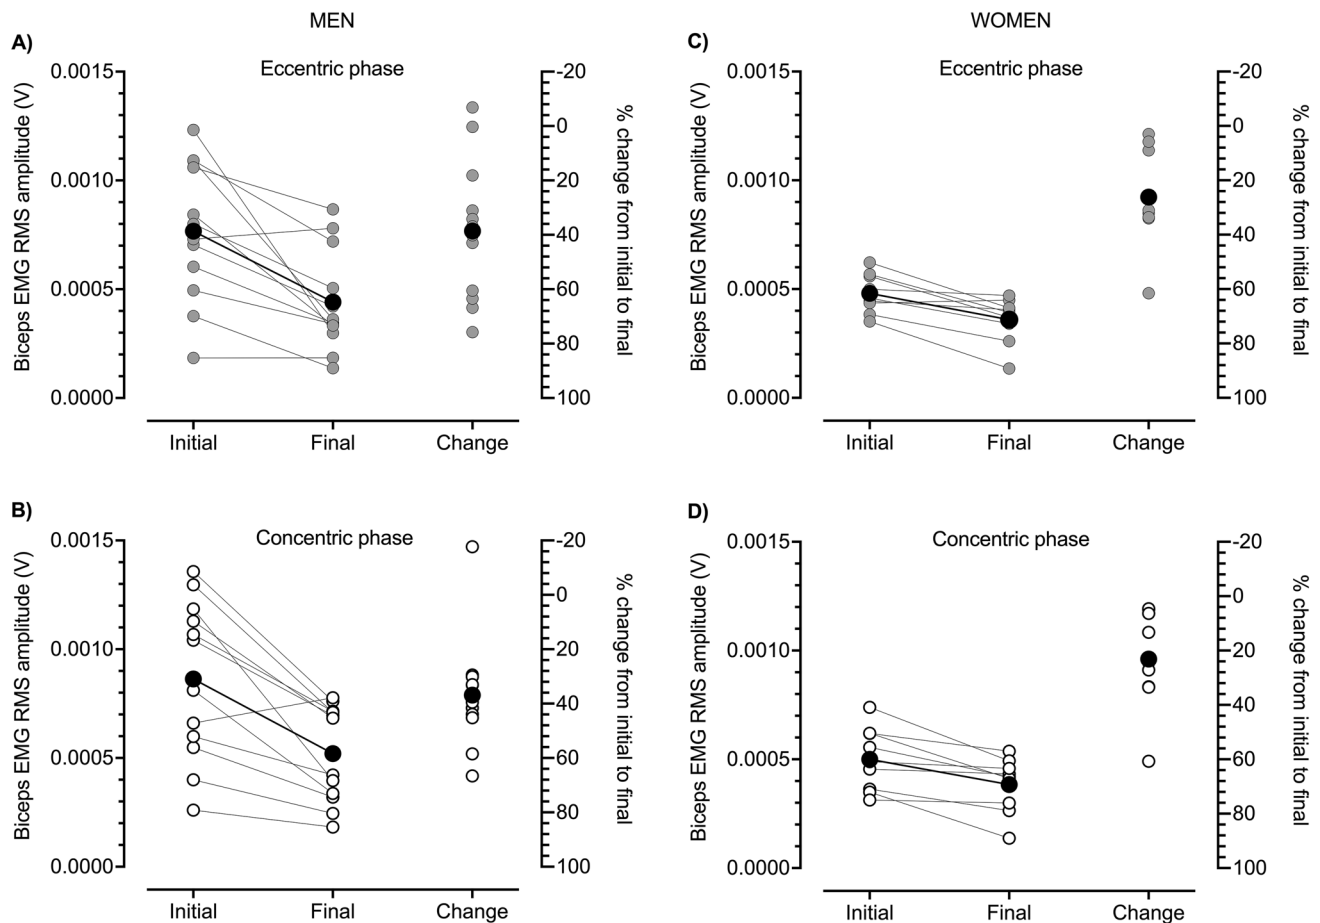 MEN
WOMEN
A)
Eccentric phase
Biceps EMG RMS amplitude (V)
0.0015
0.0010
0.0005
0.0000
-20
0
20
40
60
80
100
% change from initial to final
Initial
Final
Change
C)
Eccentric phase
Biceps EMG RMS amplitude (V)
0.0015
0.0010
0.0005
0.0000
-20
0
20
40
60
80
100
% change from initial to final
Initial
Final
Change
B)
Concentric phase
Biceps EMG RMS amplitude (V)
0.0015
0.0010
0.0005
0.0000
-20
0
20
40
60
80
100
% change from initial to final
Initial
Final
Change
D)
Concentric phase
Biceps EMG RMS amplitude (V)
0.0015
0.0010
0.0005
0.0000
-20
0
20
40
60
80
100
% change from initial to final
Initial
Final
Change